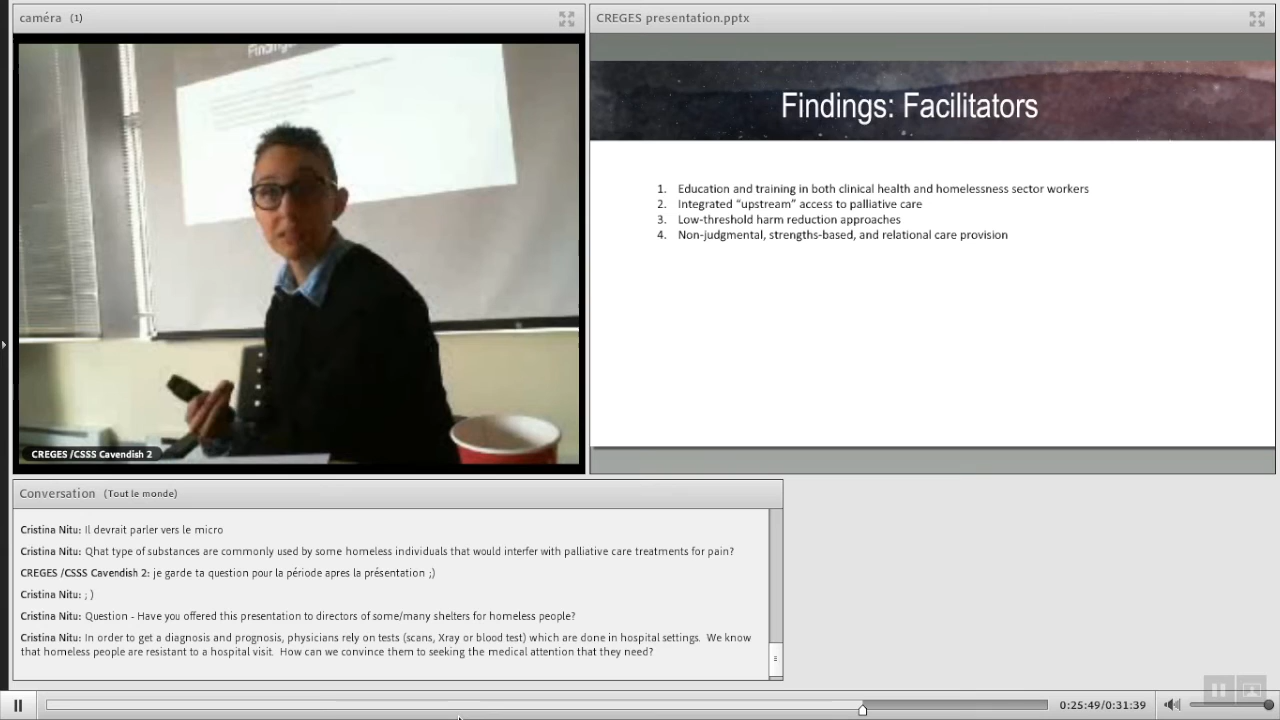 caméra (1)
CREGES presentation.pptx
Findings
Findings: Facilitators
1. Education and training in both clinical health and homelessness sector workers
2. Integrated “upstream” access to palliative care
3. Low-threshold harm reduction approaches
4. Non-judgmental, strengths-based, and relational care provision
CREGES /CSSS Cavendish 2
Conversation (Tout le monde)
Cristina Nitu: Il devrait parler vers le micro
Cristina Nitu: Qhat type of substances are commonly used by some homeless individuals that would interfer with palliative care treatments for pain?
CREGES /CSSS Cavendish 2: je garde ta question pour la période apres la présentation ;)
Cristina Nitu: ; )
Cristina Nitu: Question - Have you offered this presentation to directors of some/many shelters for homeless people?
Cristina Nitu: In order to get a diagnosis and prognosis, physicians rely on tests (scans, Xray or blood test) which are done in hospital settings. We know
that homeless people are resistant to a hospital visit. How can we convince them to seeking the medical attention that they need?
0:25:49/0:31:39